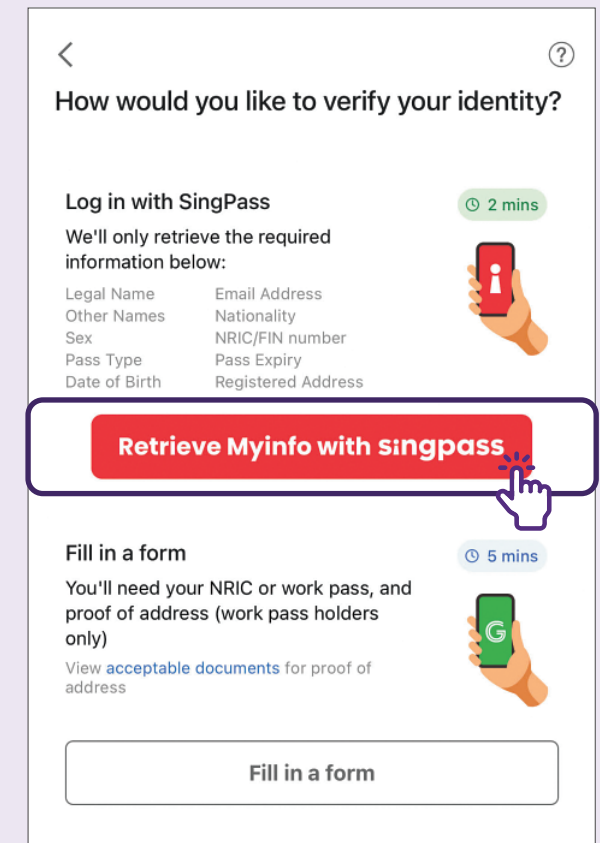 ?
How would you like to verify your identity?
Log in with SingPass
2 mins
We'll only retrieve the required
information below:
Legal Name Email Address
Other Names Nationality
Sex NRIC/FIN number
Pass Type Pass Expiry
Date of Birth Registered Address
Retrieve Myinfo with singpass
Fill in a form
5 mins
You'll need your NRIC or work pass, and
proof of address (work pass holders
only)
G
View acceptable documents for proof of
address
Fill in a form